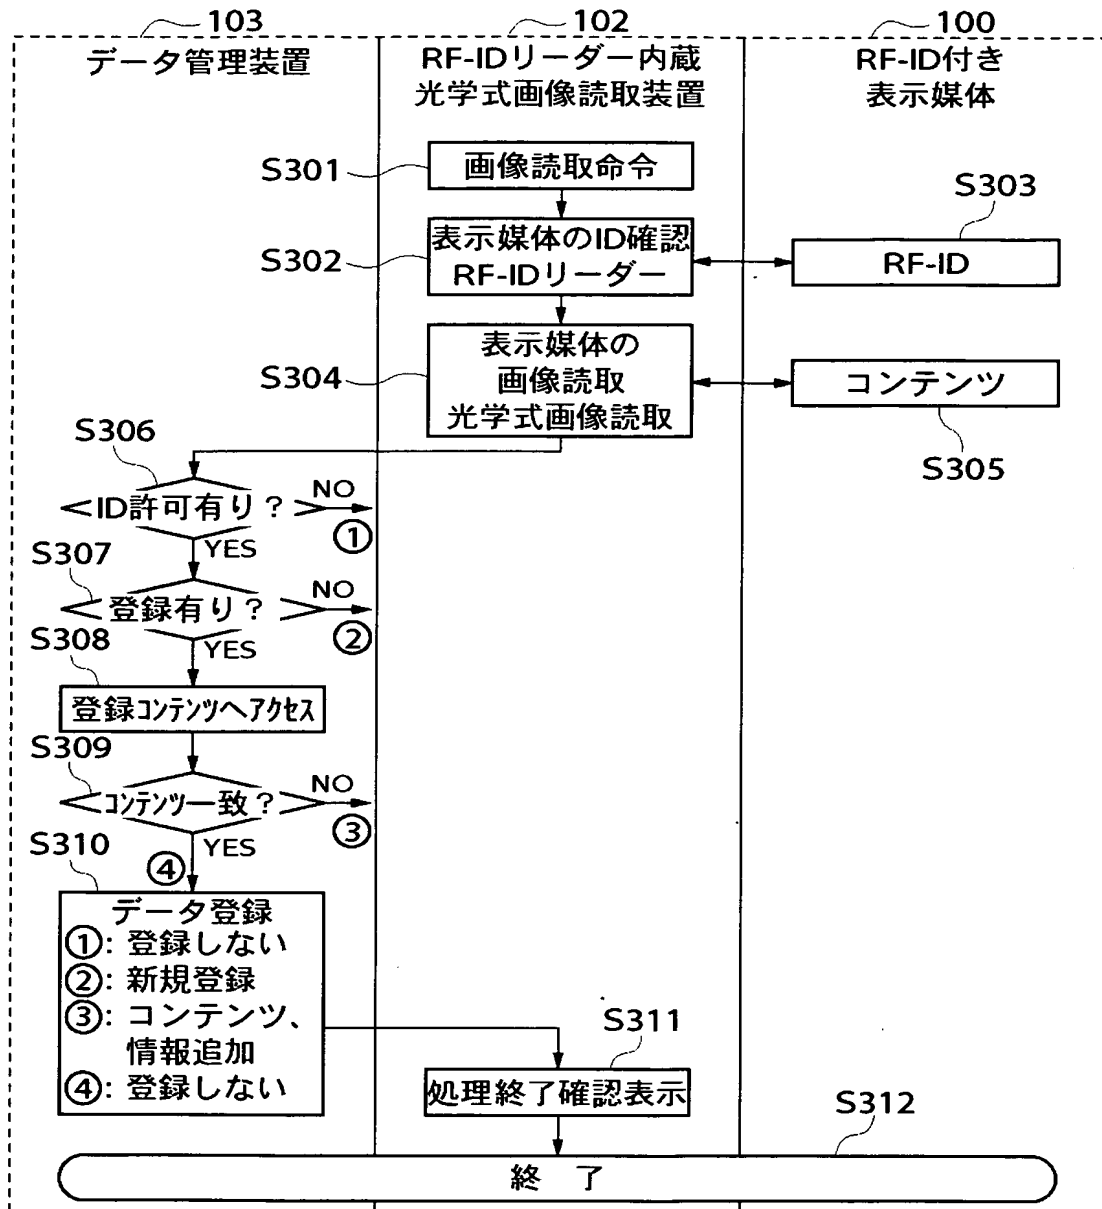 103
データ管理装置
102
RF-IDリーダー内蔵
光学式画像読取装置
100
RF-ID付き
表示媒体
S301
画像読取命令
S302
表示媒体のID確認
RF-IDリーダー
S303
RF-ID
S304
表示媒体の
画像読取
光学式画像読取
コンテンツ
S305
S306
ID許可有り？
NO
①
YES
S307
登録有り？
NO
②
YES
S308
登録コンテンツへアクセス
S309
コンテンツ一致？
NO
③
YES
④
S310
データ登録
①: 登録しない
②: 新規登録
③: コンテンツ、
情報追加
④: 登録しない
S311
処理終了確認表示
S312
終 了